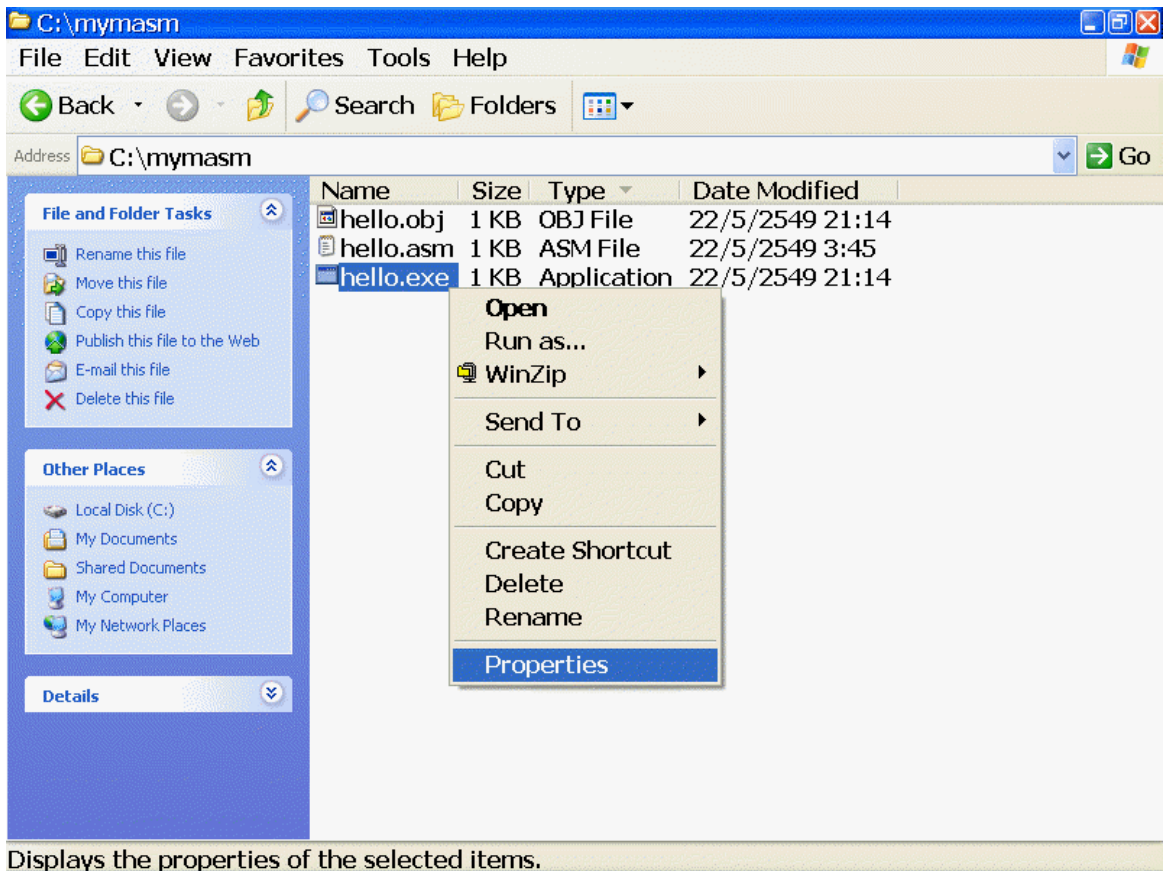 C:\mymasm
File Edit View Favorites Tools Help
Back Search Folders
Address C:\mymasm Go
File and Folder Tasks
Rename this file
Move this file
Copy this file
Publish this file to the Web
E-mail this file
Delete this file
Other Places
Local Disk (C:)
My Documents
Shared Documents
My Computer
My Network Places
Details
Name Size Type Date Modified
hello.obj 1 KB OBJ File 22/5/2549 21:14
hello.asm 1 KB ASM File 22/5/2549 3:45
hello.exe 1 KB Application 22/5/2549 21:14
Open
Run as...
WinZip
Send To
Cut
Copy
Create Shortcut
Delete
Rename
Properties
Displays the properties of the selected items.